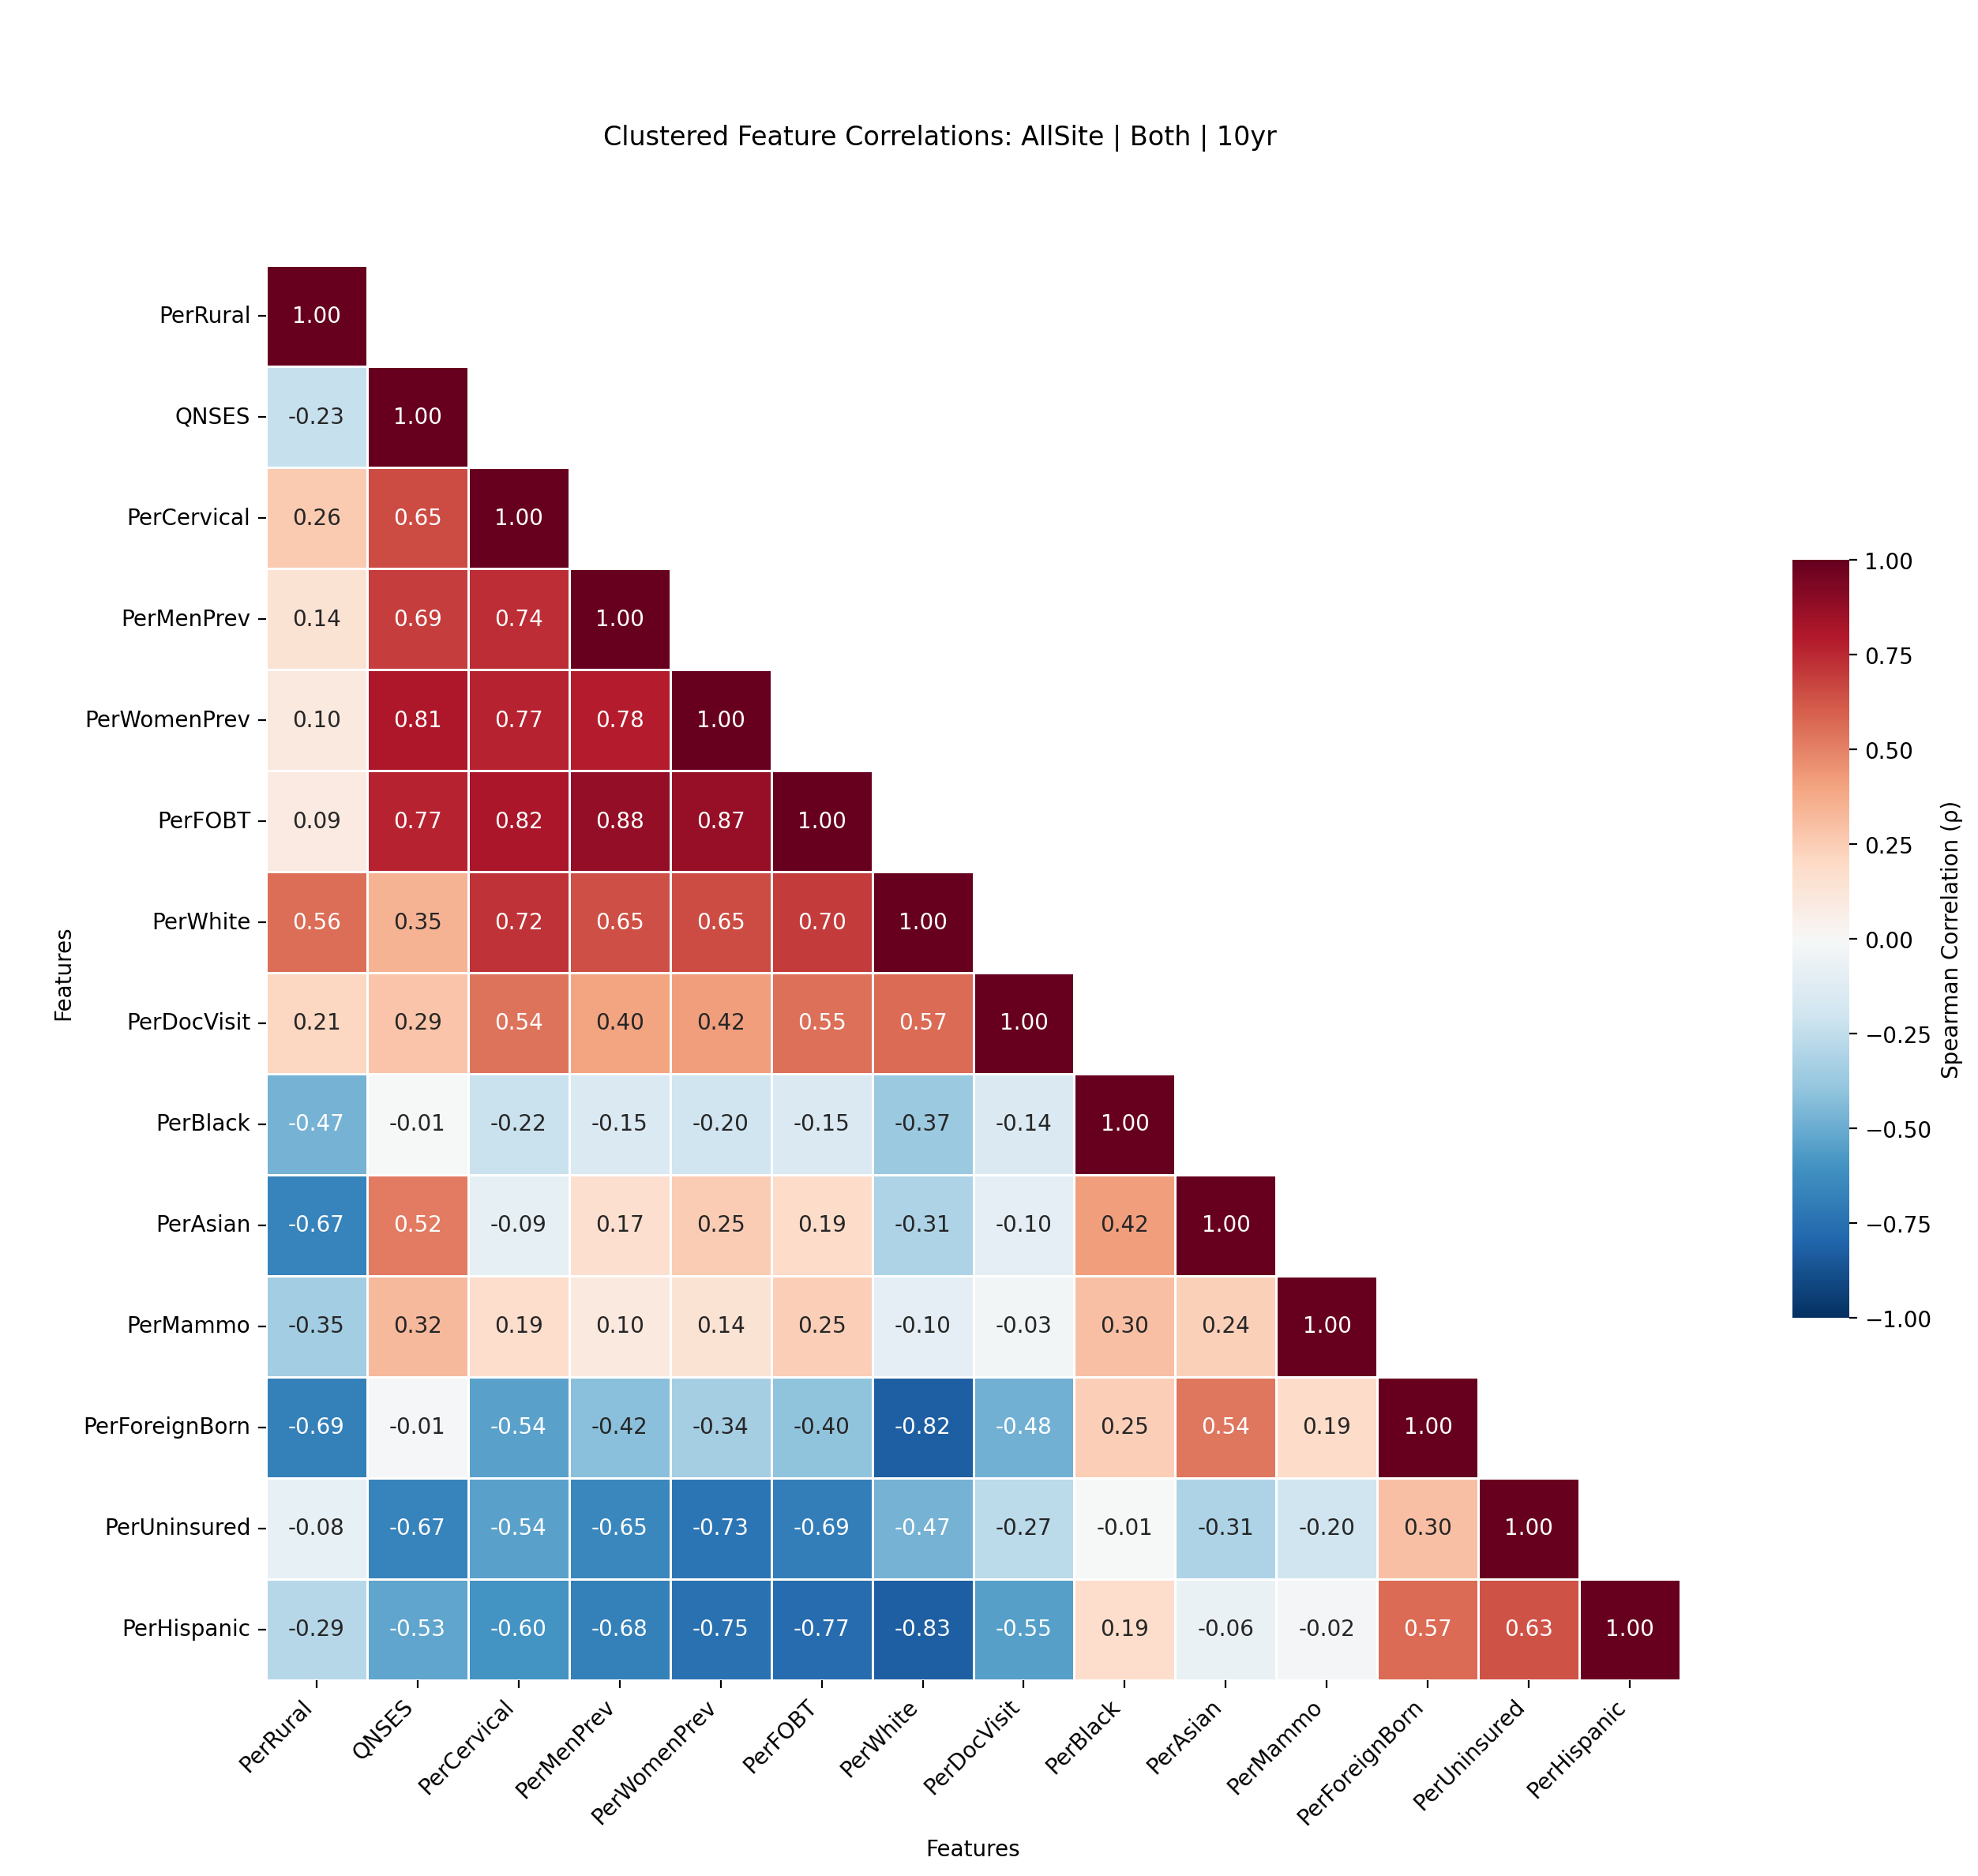 Clustered Feature Correlations: AllSite | Both | 10yr
PerRural 1.00
QNSES -0.23 1.00
PerCervical 0.26 0.65 1.00
PerMenPrev 0.14 0.69 0.74 1.00
PerWomenPrev 0.10 0.81 0.77 0.78 1.00
PerFOBT 0.09 0.77 0.82 0.88 0.87 1.00
PerWhite 0.56 0.35 0.72 0.65 0.65 0.70 1.00
PerDocVisit 0.21 0.29 0.54 0.40 0.42 0.55 0.57 1.00
PerBlack -0.47 -0.01 -0.22 -0.15 -0.20 -0.15 -0.37 -0.14 1.00
PerAsian -0.67 0.52 -0.09 0.17 0.25 0.19 -0.31 -0.10 0.42 1.00
PerMammo -0.35 0.32 0.19 0.10 0.14 0.25 -0.10 -0.03 0.30 0.24 1.00
PerForeignBorn -0.69 -0.01 -0.54 -0.42 -0.34 -0.40 -0.82 -0.48 0.25 0.54 0.19 1.00
PerUninsured -0.08 -0.67 -0.54 -0.65 -0.73 -0.69 -0.47 -0.27 -0.01 -0.31 -0.20 0.30 1.00
PerHispanic -0.29 -0.53 -0.60 -0.68 -0.75 -0.77 -0.83 -0.55 0.19 -0.06 -0.02 0.57 0.63 1.00
PerRural QNSES PerCervical PerMenPrev PerWomenPrev PerFOBT PerWhite PerDocVisit PerBlack PerAsian PerMammo PerForeignBorn PerUninsured PerHispanic
Features
Features
1.00
0.75
0.50
0.25
0.00
−0.25
−0.50
−0.75
−1.00
Spearman Correlation (ρ)